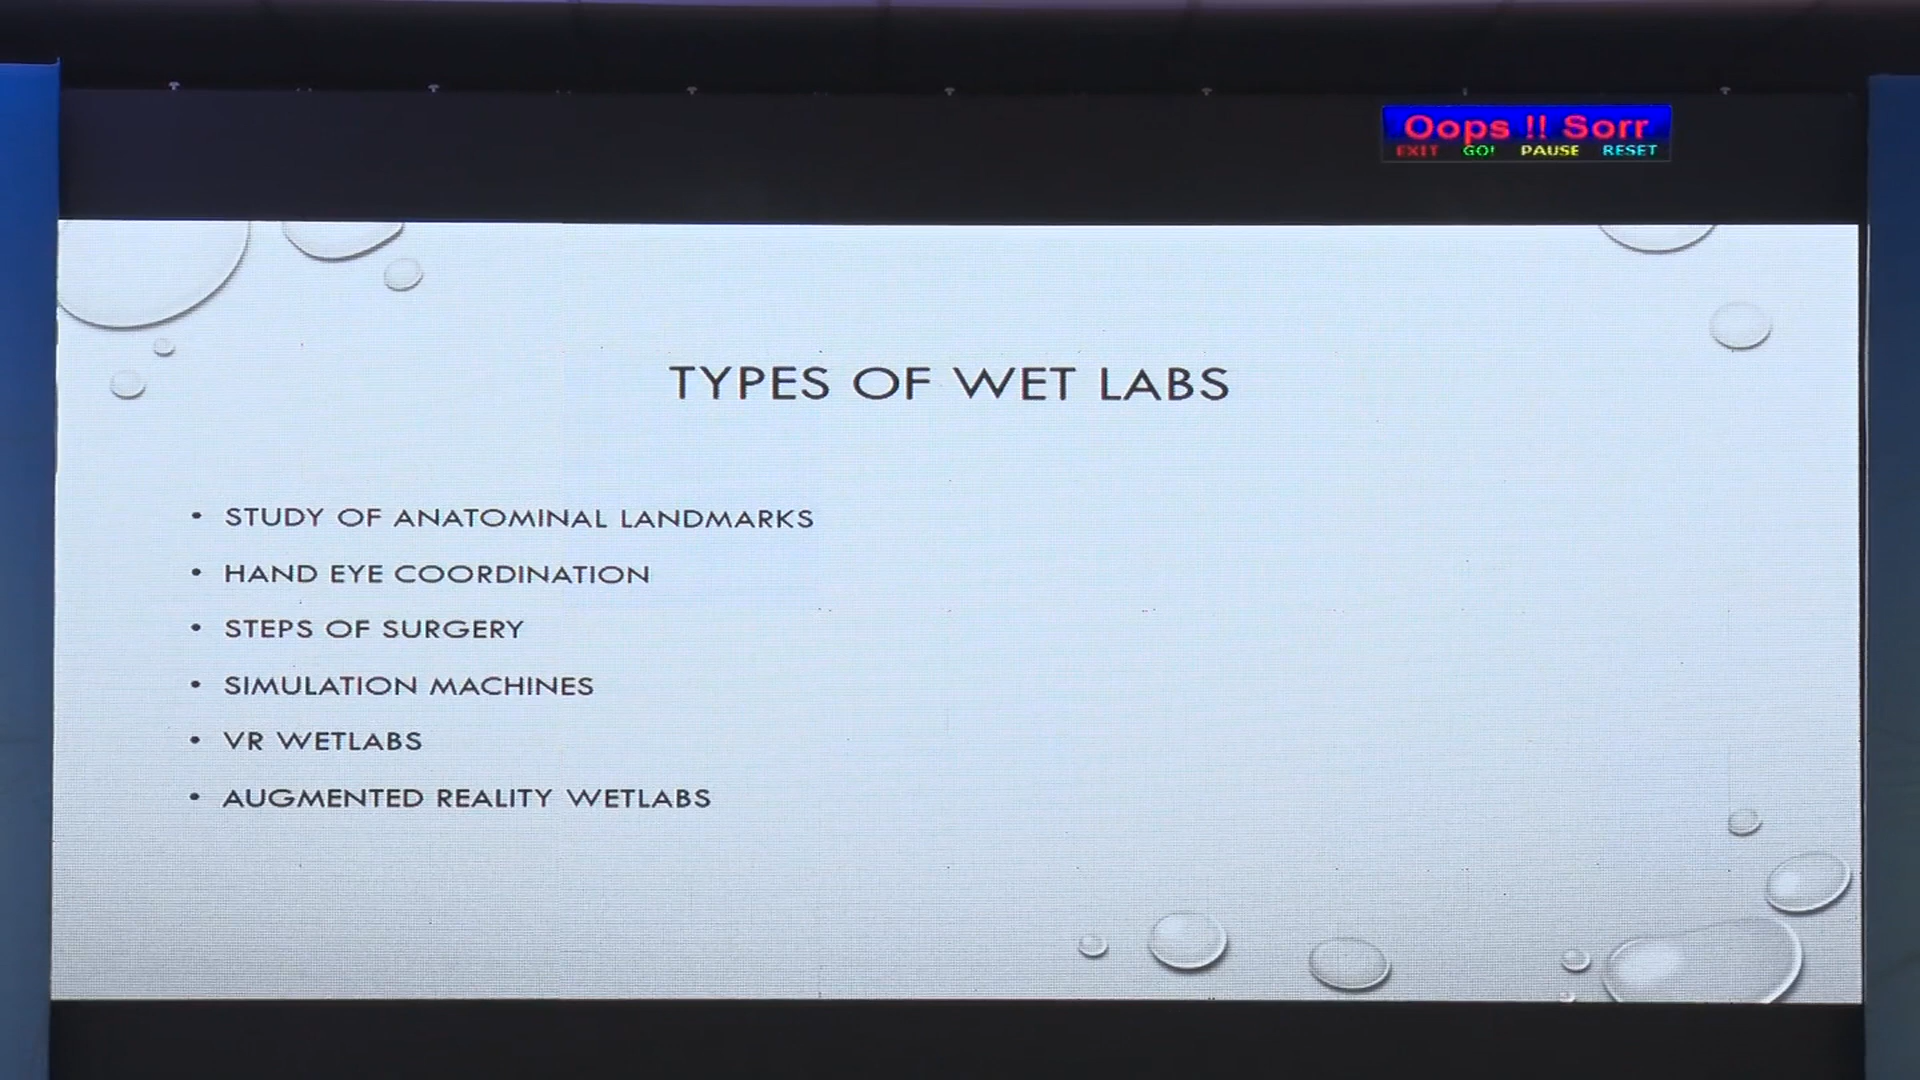 Oops !! Sorr
EXIT GO! PAUSE RESET
TYPES OF WET LABS
• STUDY OF ANATOMINAL LANDMARKS
• HAND EYE COORDINATION
• STEPS OF SURGERY
• SIMULATION MACHINES
• VR WETLABS
• AUGMENTED REALITY WETLABS